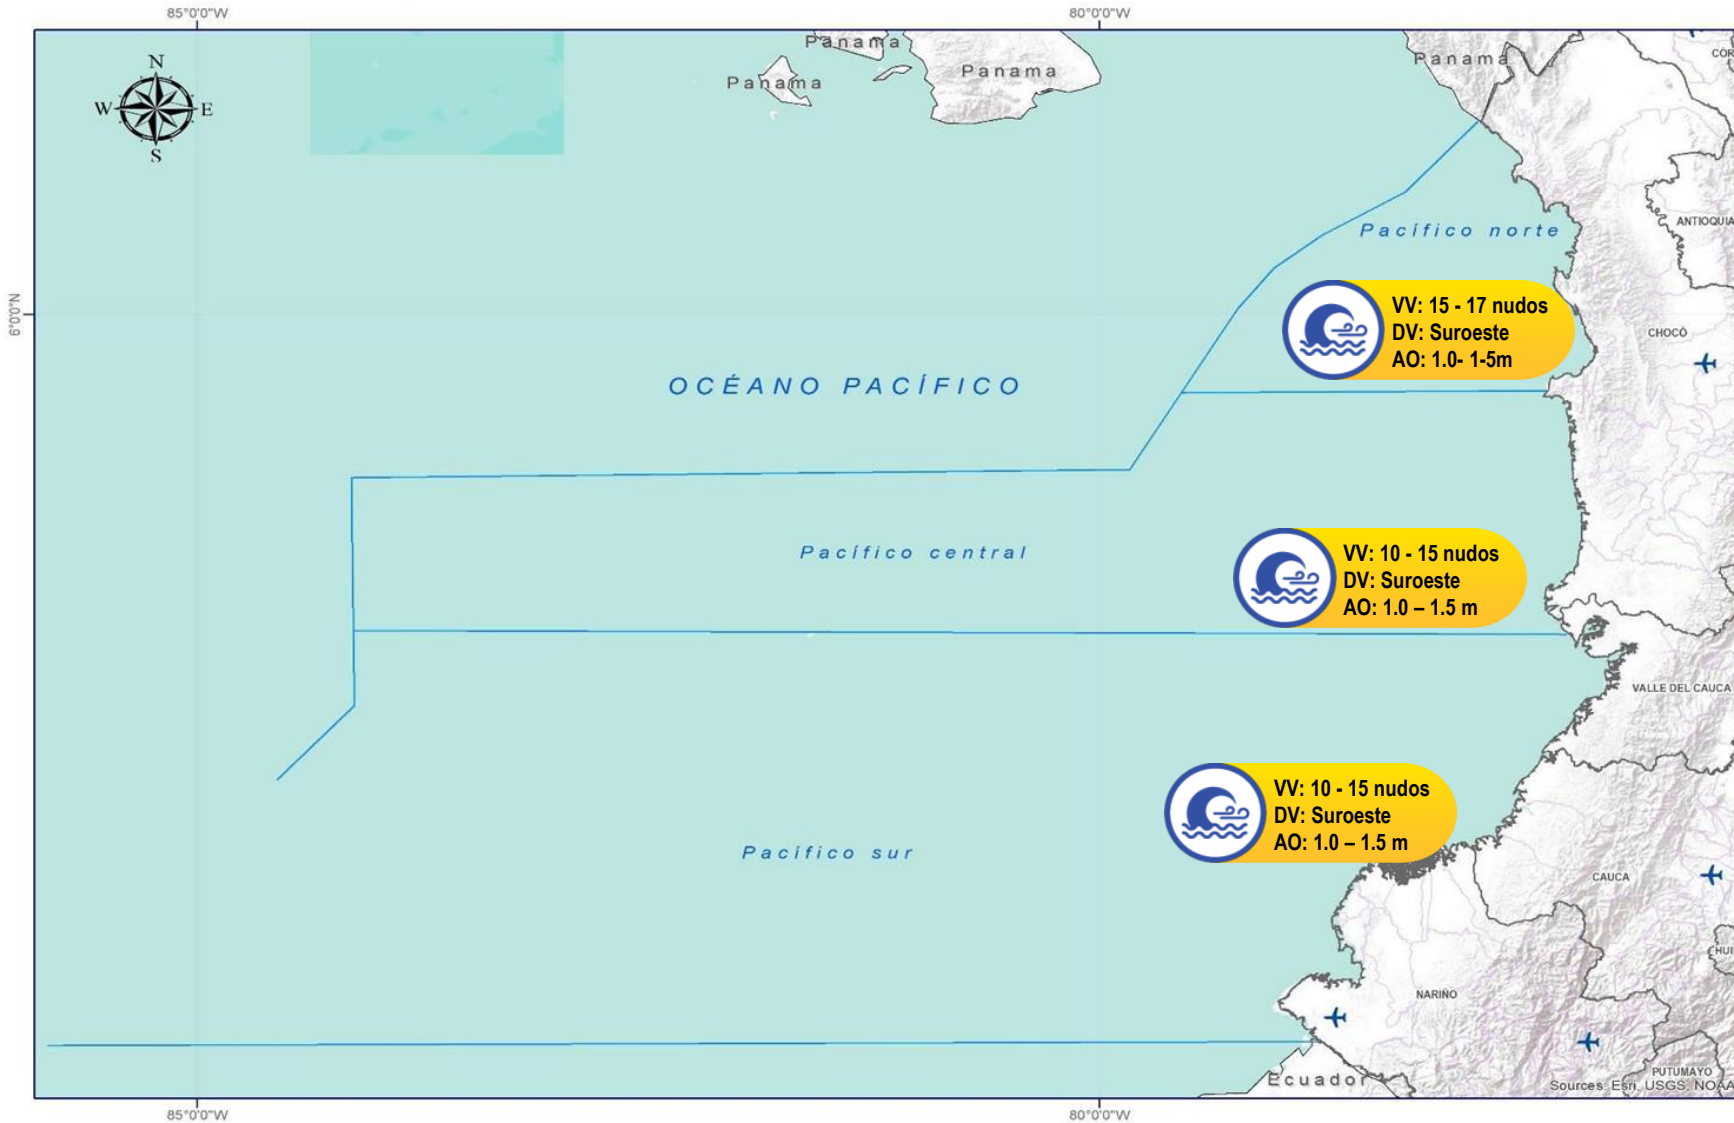 85°0'0"W
80°0'0"W
N
W
E
S
Panama
Panama
Panama
Panama
CÓR
ANTIOQUIA
Pacífico norte
6°0'0"N
VV: 15 - 17 nudos
DV: Suroeste
AO: 1.0- 1-5m
CHOCÓ
OCÉANO PACÍFICO
Pacífico central
VV: 10 - 15 nudos
DV: Suroeste
AO: 1.0 – 1.5 m
VALLE DEL CAUCA
VV: 10 - 15 nudos
DV: Suroeste
AO: 1.0 – 1.5 m
Pacífico sur
CAUCA
HUI
NARIÑO
PUTUMAYO
Ecuador
Sources: Esri, USGS, NOAA
85°0'0"W
80°0'0"W